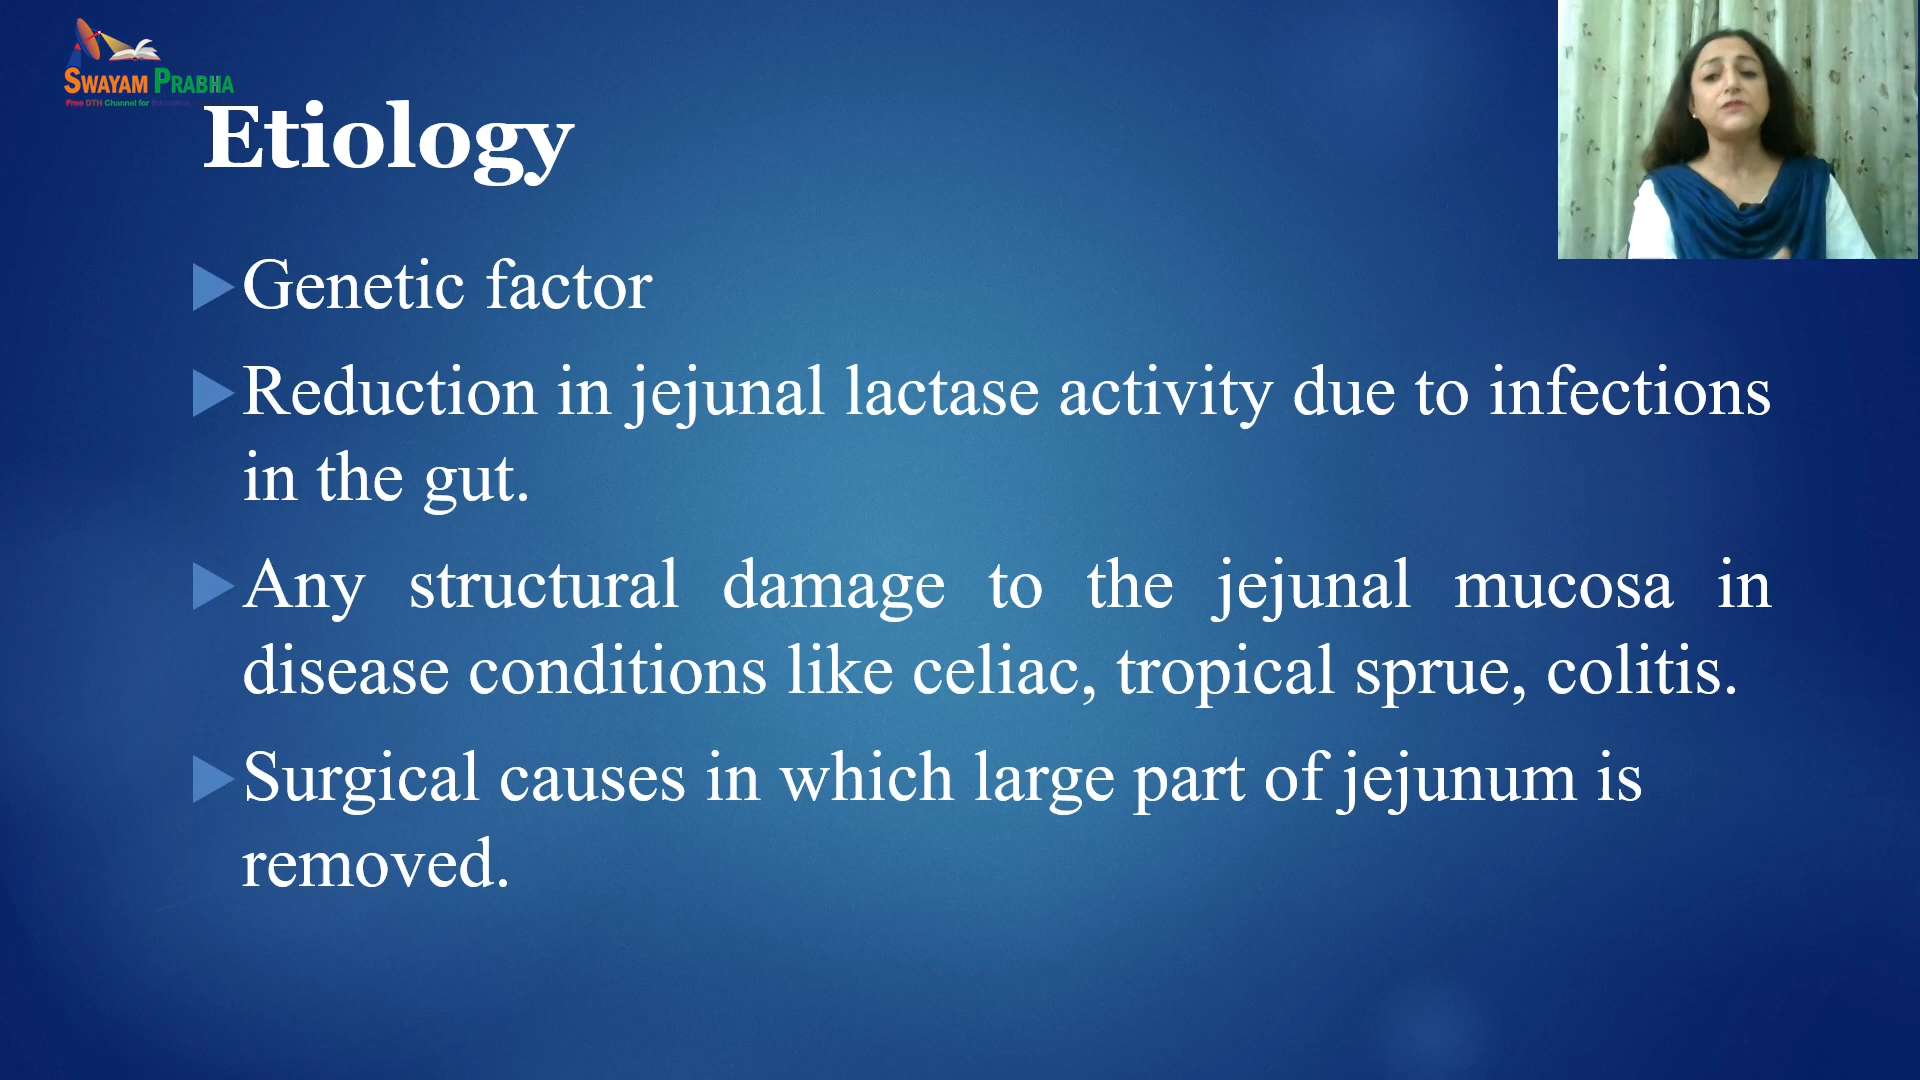 SWAYAM PRABHA
Free DTH Channel for Education
Etiology
Genetic factor
Reduction in jejunal lactase activity due to infections
in the gut.
Any structural damage to the jejunal mucosa in
disease conditions like celiac, tropical sprue, colitis.
Surgical causes in which large part of jejunum is
removed.